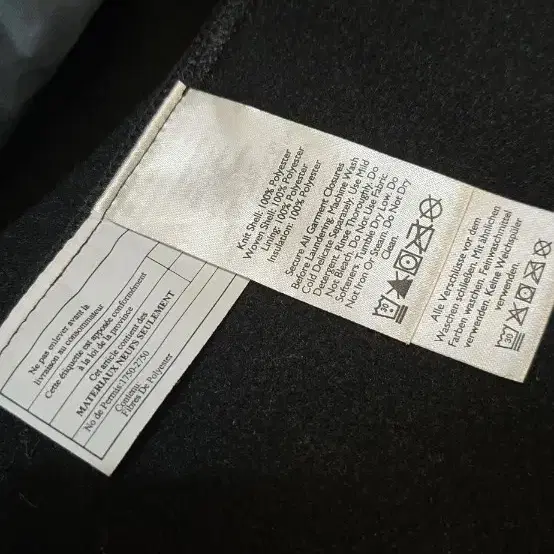 Knit Shell: 100% Polyester
Woven Shell: 100% Polyester
Lining: 100% Polyester
Insulation: 100% Polyester
Secure All Garment Closures
Before Laundering. Machine Wash
Cold Delicate Separately. Use Mild
Detergent. Rinse Thoroughly. Do
Not Bleach. Do Not Use Fabric
Softeners. Tumble Dry Low. Do
Not Iron Or Steam. Do Not Dry
Clean.
Alle Verschlüsse vor dem
Waschen schließen. Mit ähnlichen
Farben waschen. Feinwaschmittel
verwenden. Keine Weichspüler
verwenden.
30
Ne pas enlever avant la
livraison au consommateur
Cette étiquette est apposée conformément
à la loi de la province
Cet article contient des
MATERIAUX NEUFS SEULEMENT
No de Permis:1750-2750
Contenu:
Fibres De Polyester